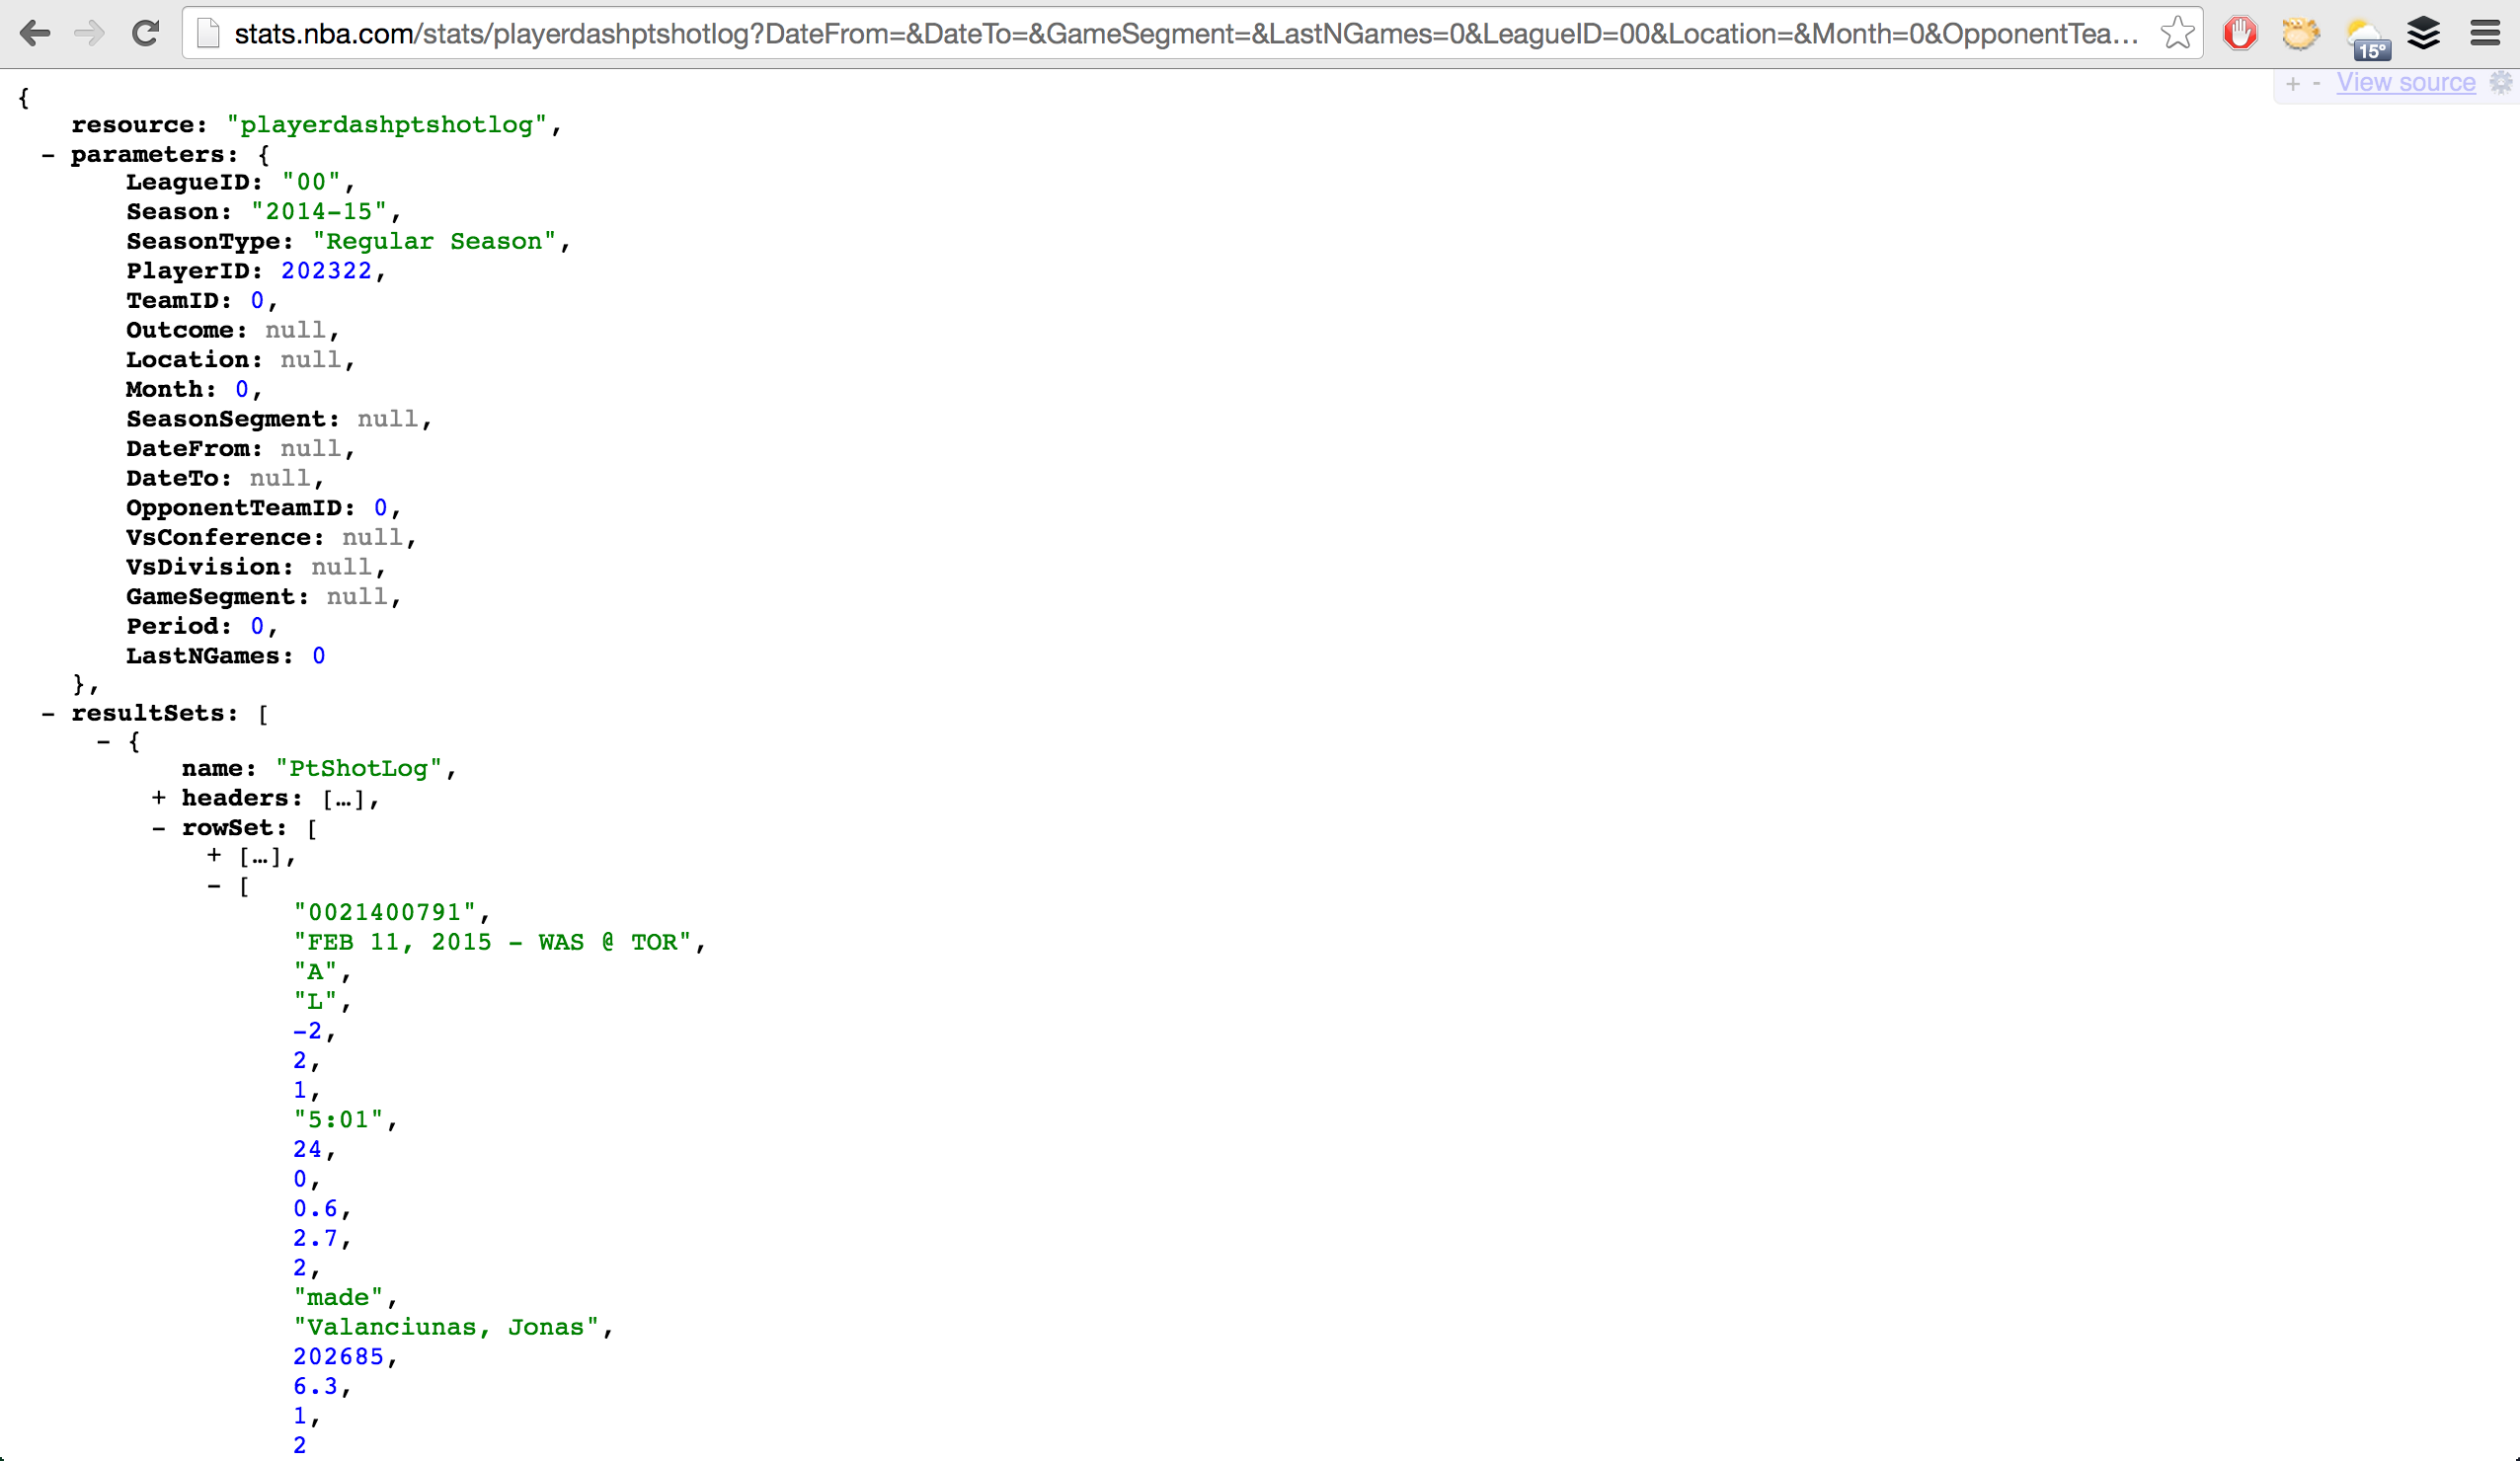 stats.nba.com/stats/playerdashptshotlog?DateFrom=&DateTo=&GameSegment=&LastNGames=0&LeagueID=00&Location=&Month=0&OpponentTea...
15°
+ - View source
{
resource: "playerdashptshotlog",
- parameters: {
LeagueID: "00",
Season: "2014-15",
SeasonType: "Regular Season",
PlayerID: 202322,
TeamID: 0,
Outcome: null,
Location: null,
Month: 0,
SeasonSegment: null,
DateFrom: null,
DateTo: null,
OpponentTeamID: 0,
VsConference: null,
VsDivision: null,
GameSegment: null,
Period: 0,
LastNGames: 0
},
- resultSets: [
- {
name: "PtShotLog",
+ headers: […],
- rowSet: [
+ […],
- [
"0021400791",
"FEB 11, 2015 - WAS @ TOR",
"A",
"L",
-2,
2,
1,
"5:01",
24,
0,
0.6,
2.7,
2,
"made",
"Valanciunas, Jonas",
202685,
6.3,
1,
2